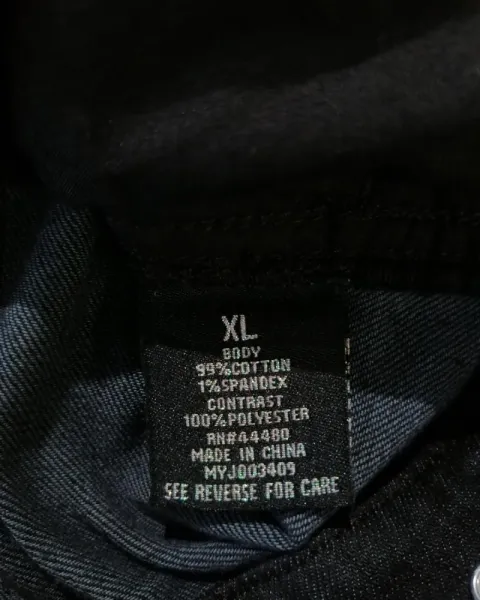 XL
BODY
99%COTTON
1%SPANDEX
CONTRAST
100%POLYESTER
RN#44480
MADE IN CHINA
MYJ003409
SEE REVERSE FOR CARE